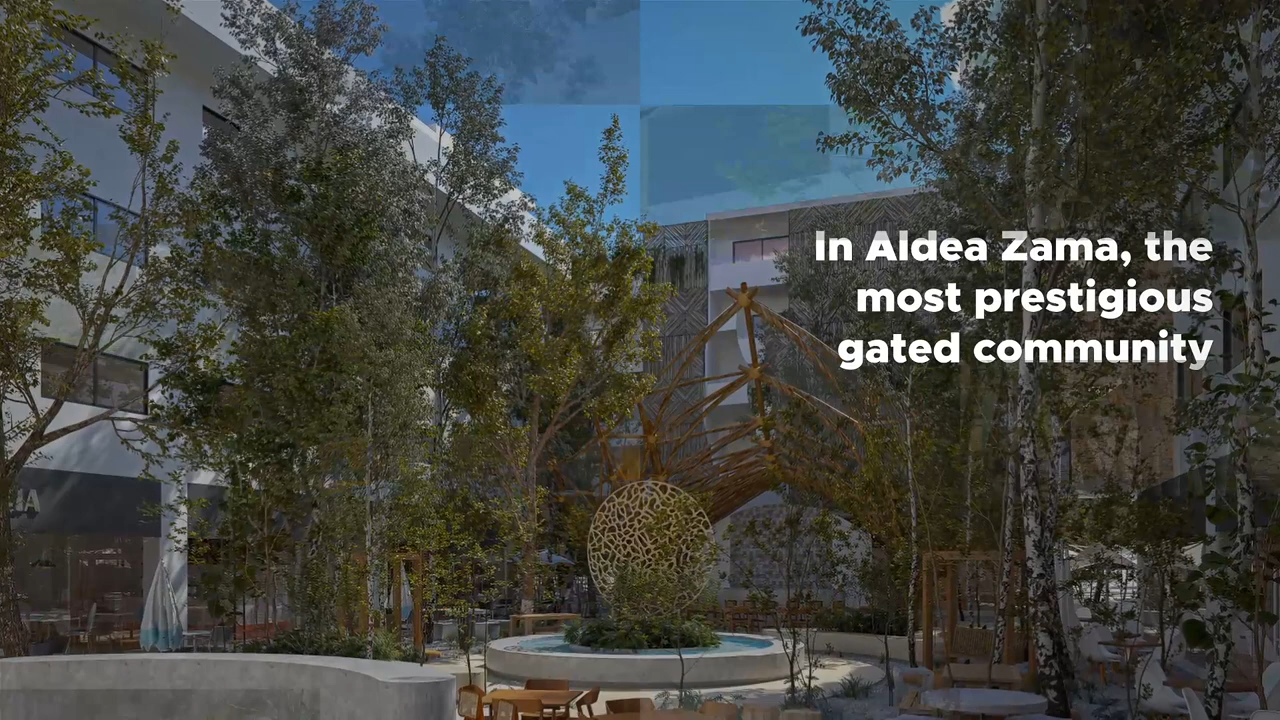 In Aldea Zama, the
most prestigious
gated community